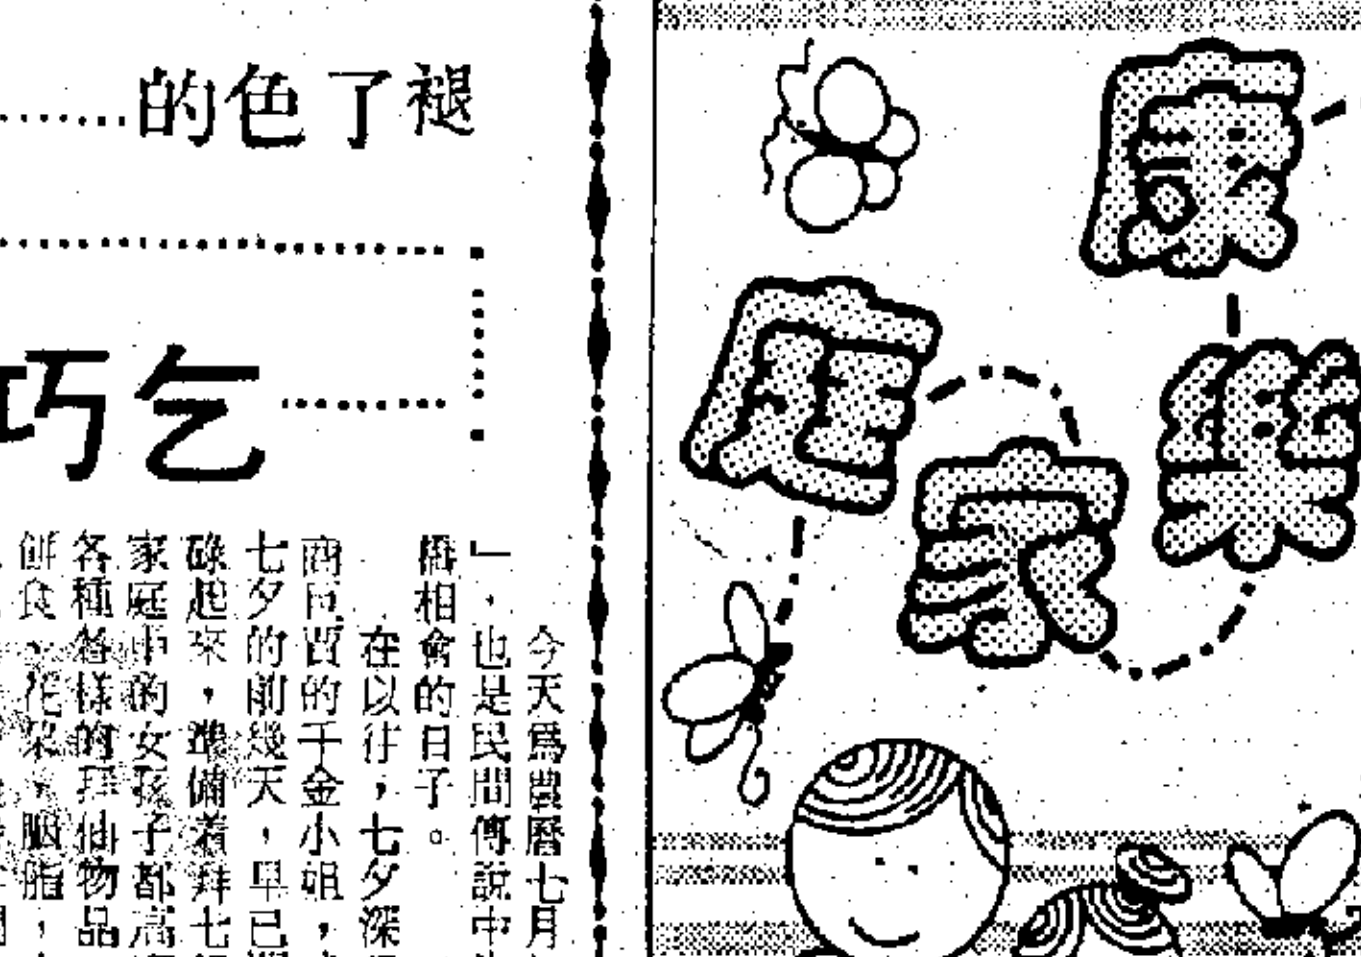 康樂家庭
褪了色的……
乞巧
今天爲農曆七月
」,也是民間傳說中
橋相會的日子。
在以往,七夕深
商巨賈的千金小姐,
七夕的前幾天,早已
碌起來,準備着拜七
家庭中的女孩子都高
各種各樣的拜仙物品
餅食、花朵、胭脂,